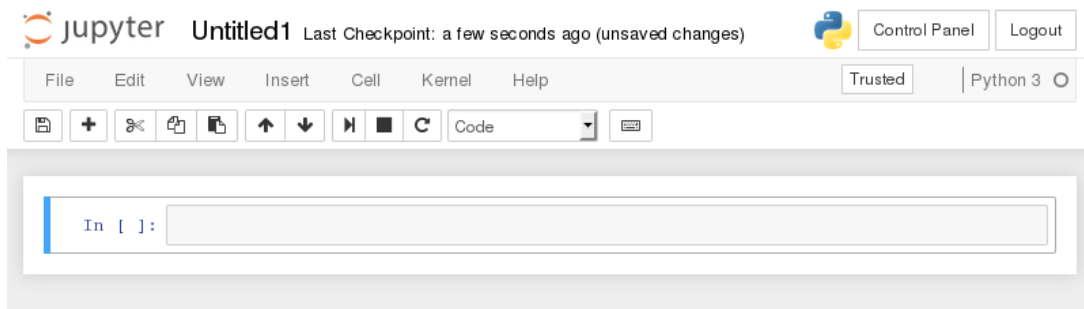 jupyter Untitled1 Last Checkpoint: a few seconds ago (unsaved changes) Control Panel Logout
File Edit View Insert Cell Kernel Help Trusted Python 3
Code
In [ ]: